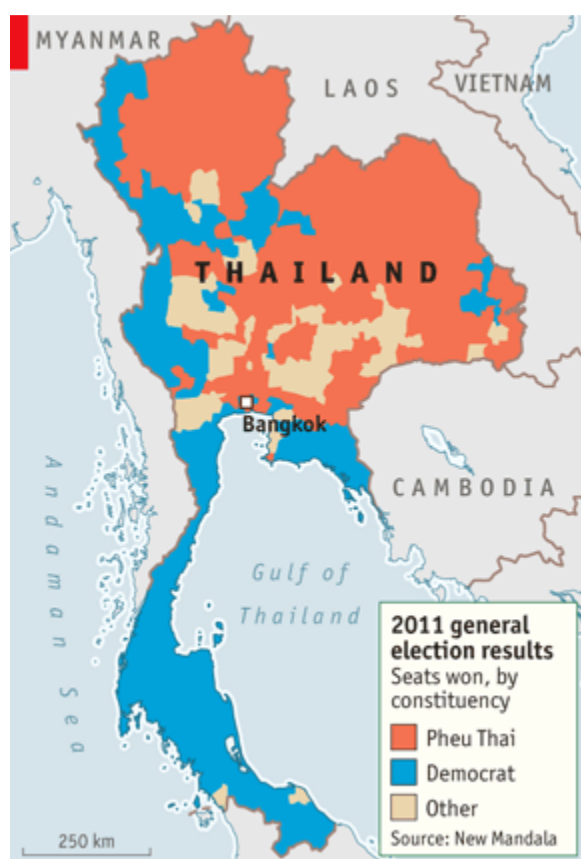 MYANMAR
LAOS
VIETNAM
THAILAND
Bangkok
CAMBODIA
Andaman Sea
Gulf of
Thailand
2011 general
election results
Seats won, by
constituency
Pheu Thai
Democrat
Other
Source: New Mandala
250 km